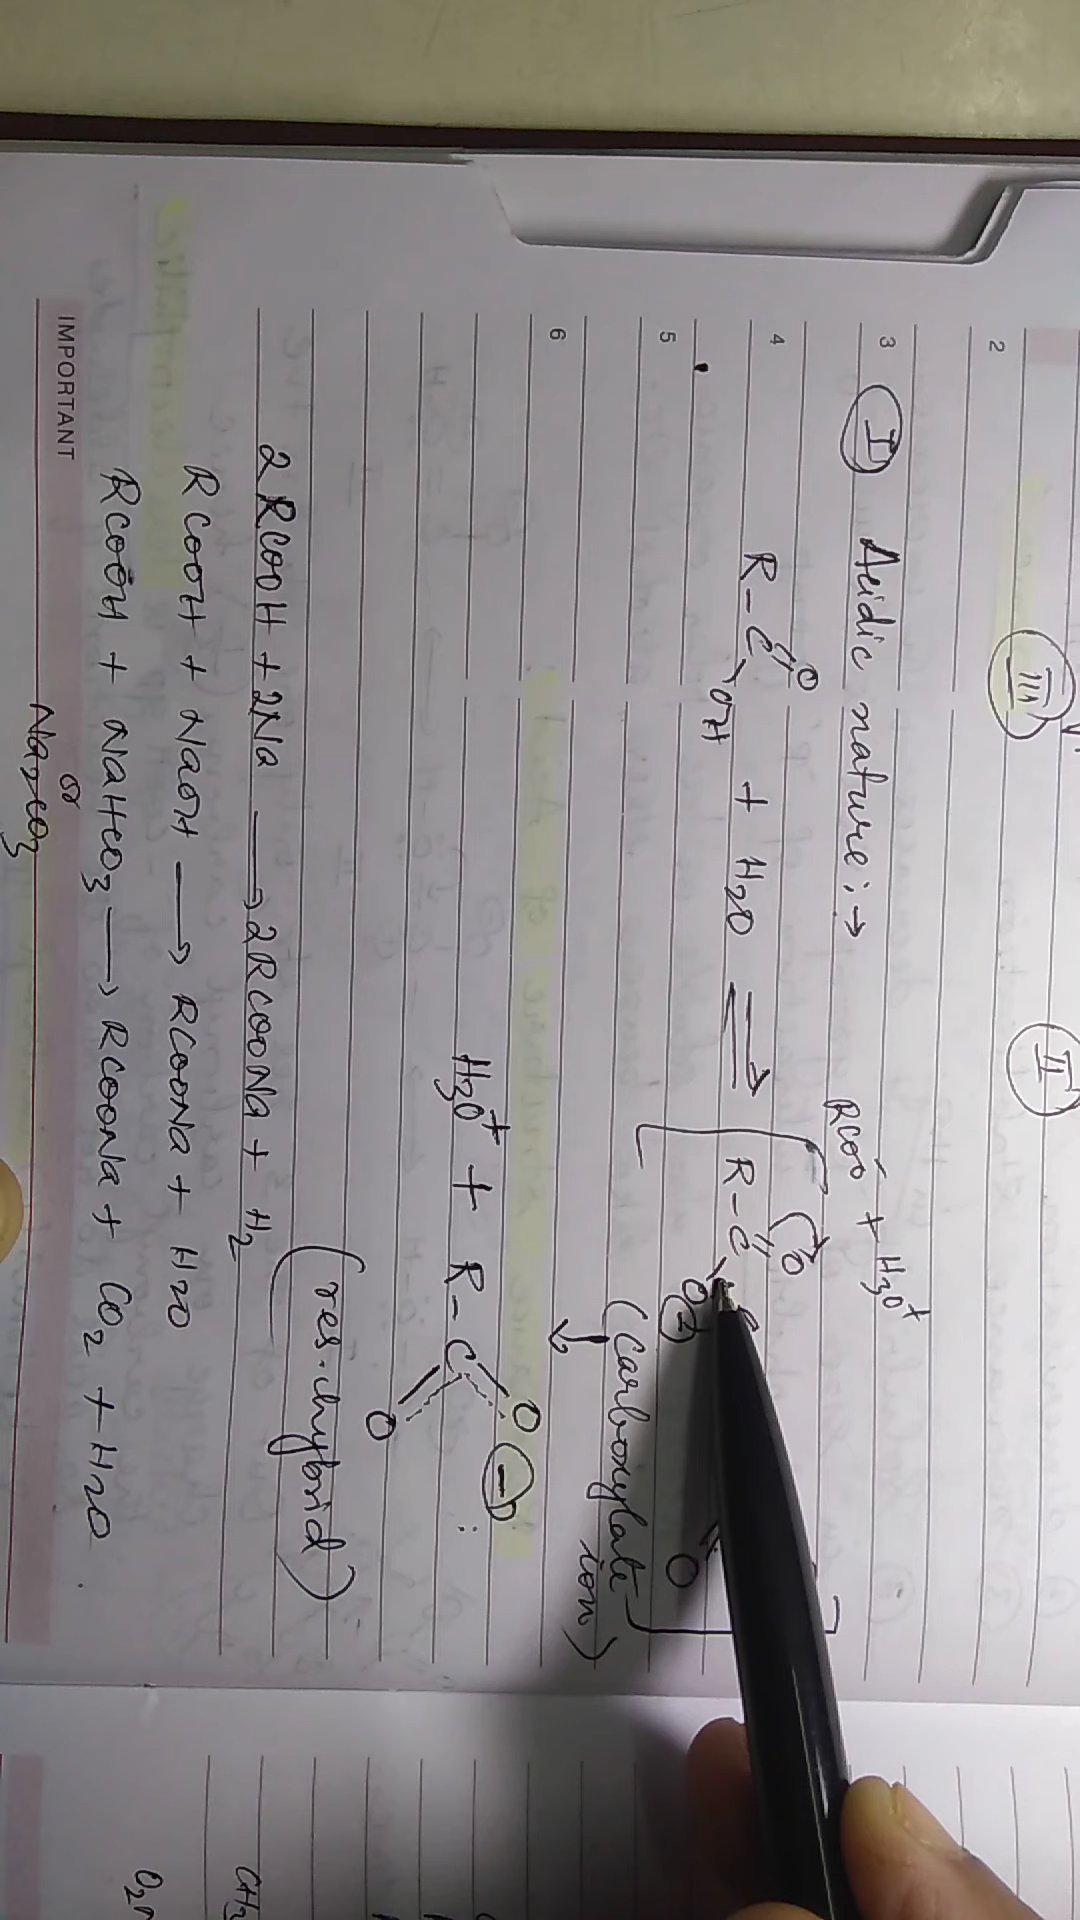 2
III
II
3
I) Acidic nature :→
RCOO⁻ + H3O+
4
R-C=O
OH
+ H2O ⇌ R-C=O
O⁻
O
5
(Carboxylate
ion)
6
H3O+ + R-C
O
O
(res. hybrid)
2RCOOH + 2Na → 2RCOONa + H2
RCOOH + NaOH → RCOONa + H2O
RCOOH + NaHCO3 → RCOONa + CO2 + H2O
or
Na2CO3
IMPORTANT
CH3